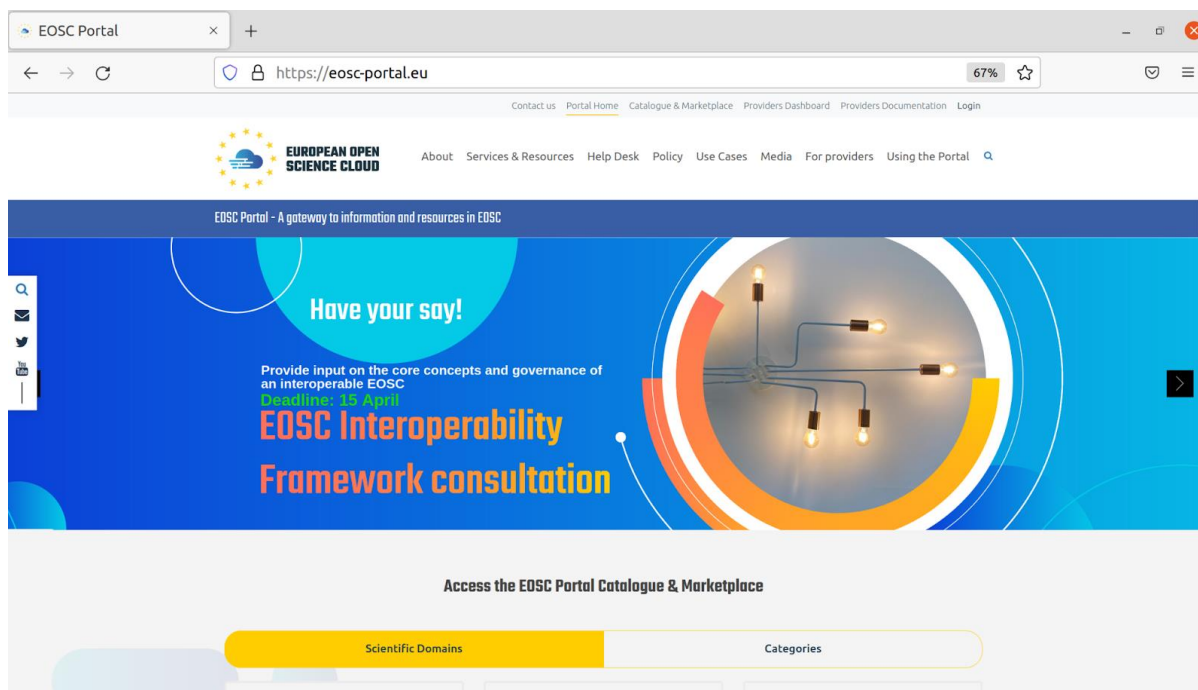 EOSC Portal
https://eosc-portal.eu
67%
Contact us Portal Home Catalogue & Marketplace Providers Dashboard Providers Documentation Login
EUROPEAN OPEN
SCIENCE CLOUD
About Services & Resources Help Desk Policy Use Cases Media For providers Using the Portal
EOSC Portal - A gateway to information and resources in EOSC
Have your say!
You
Tube
Provide input on the core concepts and governance of
an interoperable EOSC
Deadline: 15 April
EOSC Interoperability
Framework consultation
Access the EOSC Portal Catalogue & Marketplace
Scientific Domains Categories